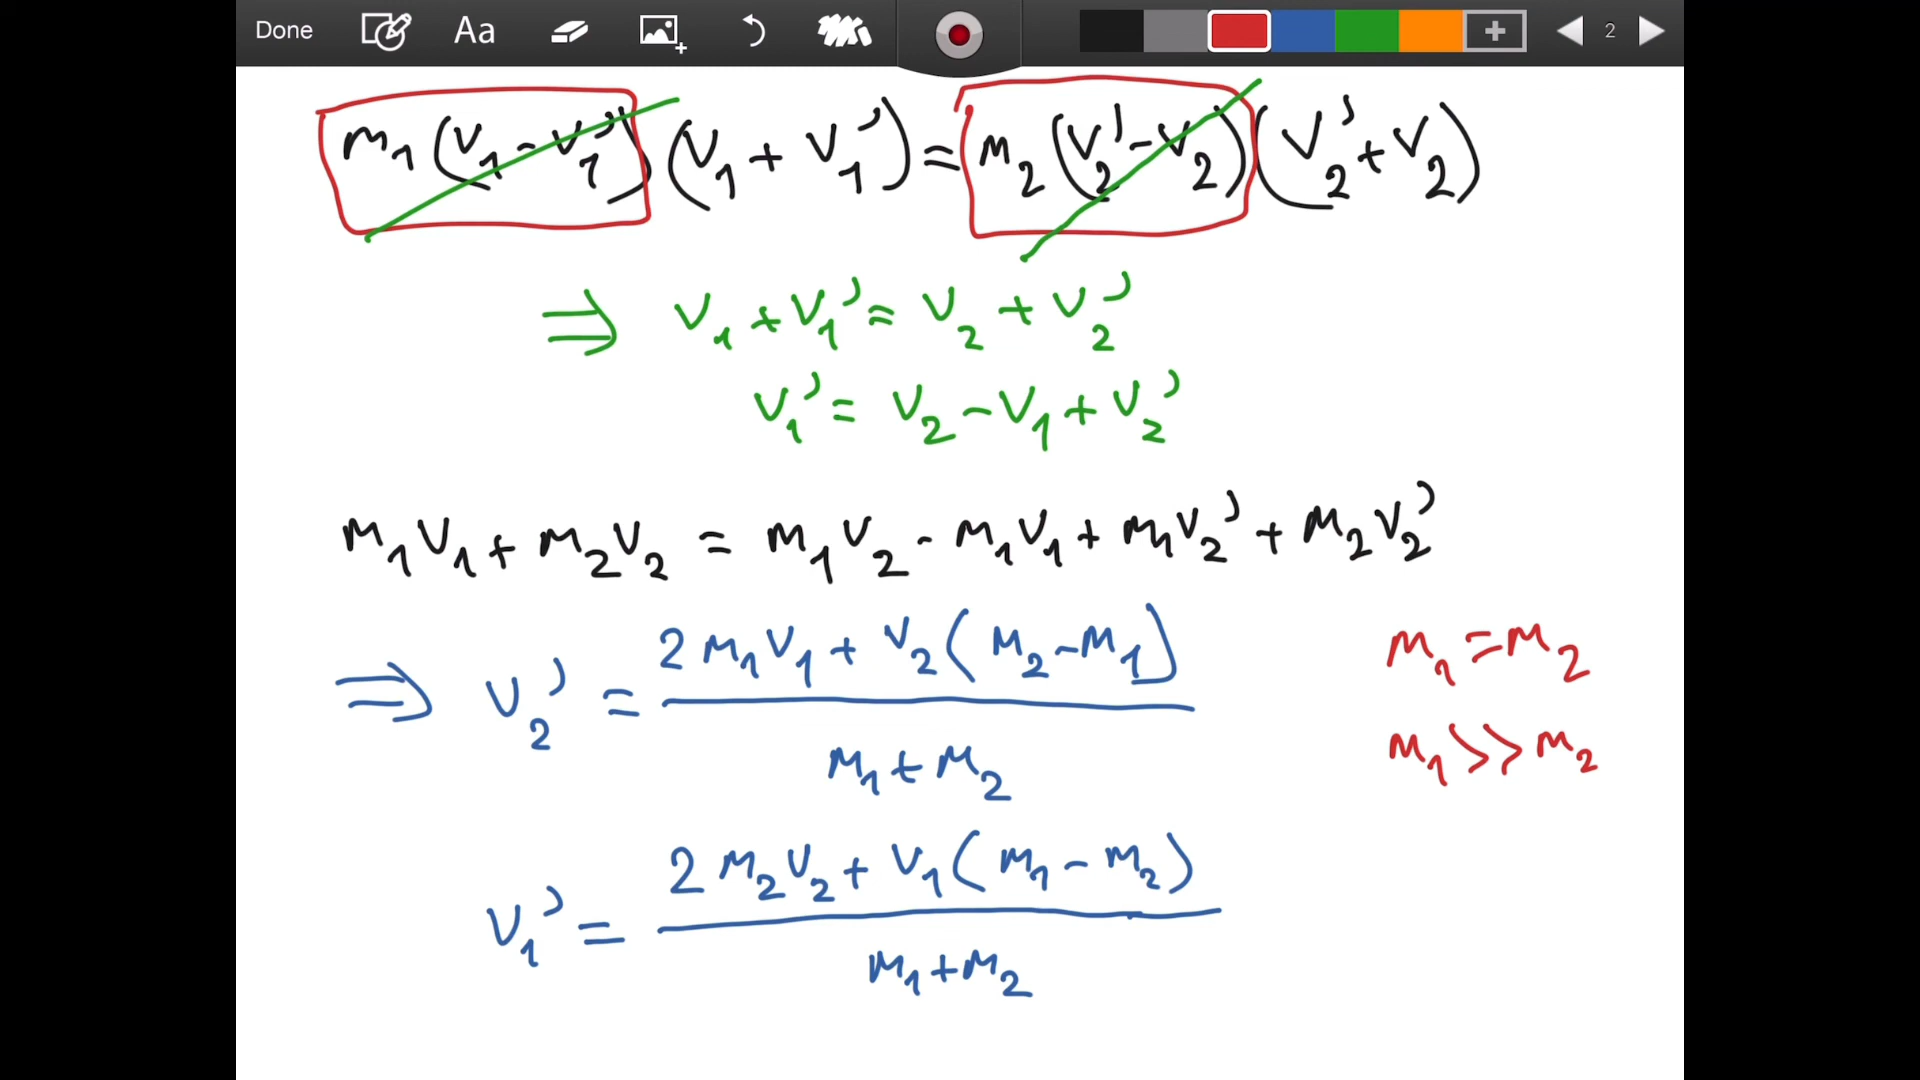 Done Aa 2
m₁(v₁-v₁')(v₁+v₁')=m₂(v₂'-v₂)(v₂'+v₂)
⇒ v₁+v₁'=v₂+v₂'
v₁'=v₂-v₁+v₂'
m₁v₁+m₂v₂=m₁v₂-m₁v₁+m₁v₂'+m₂v₂'
⇒ v₂'=(2m₁v₁+v₂(m₂-m₁))/(m₁+m₂)
m₁=m₂
m₁>>m₂
v₁'=(2m₂v₂+v₁(m₁-m₂))/(m₁+m₂)